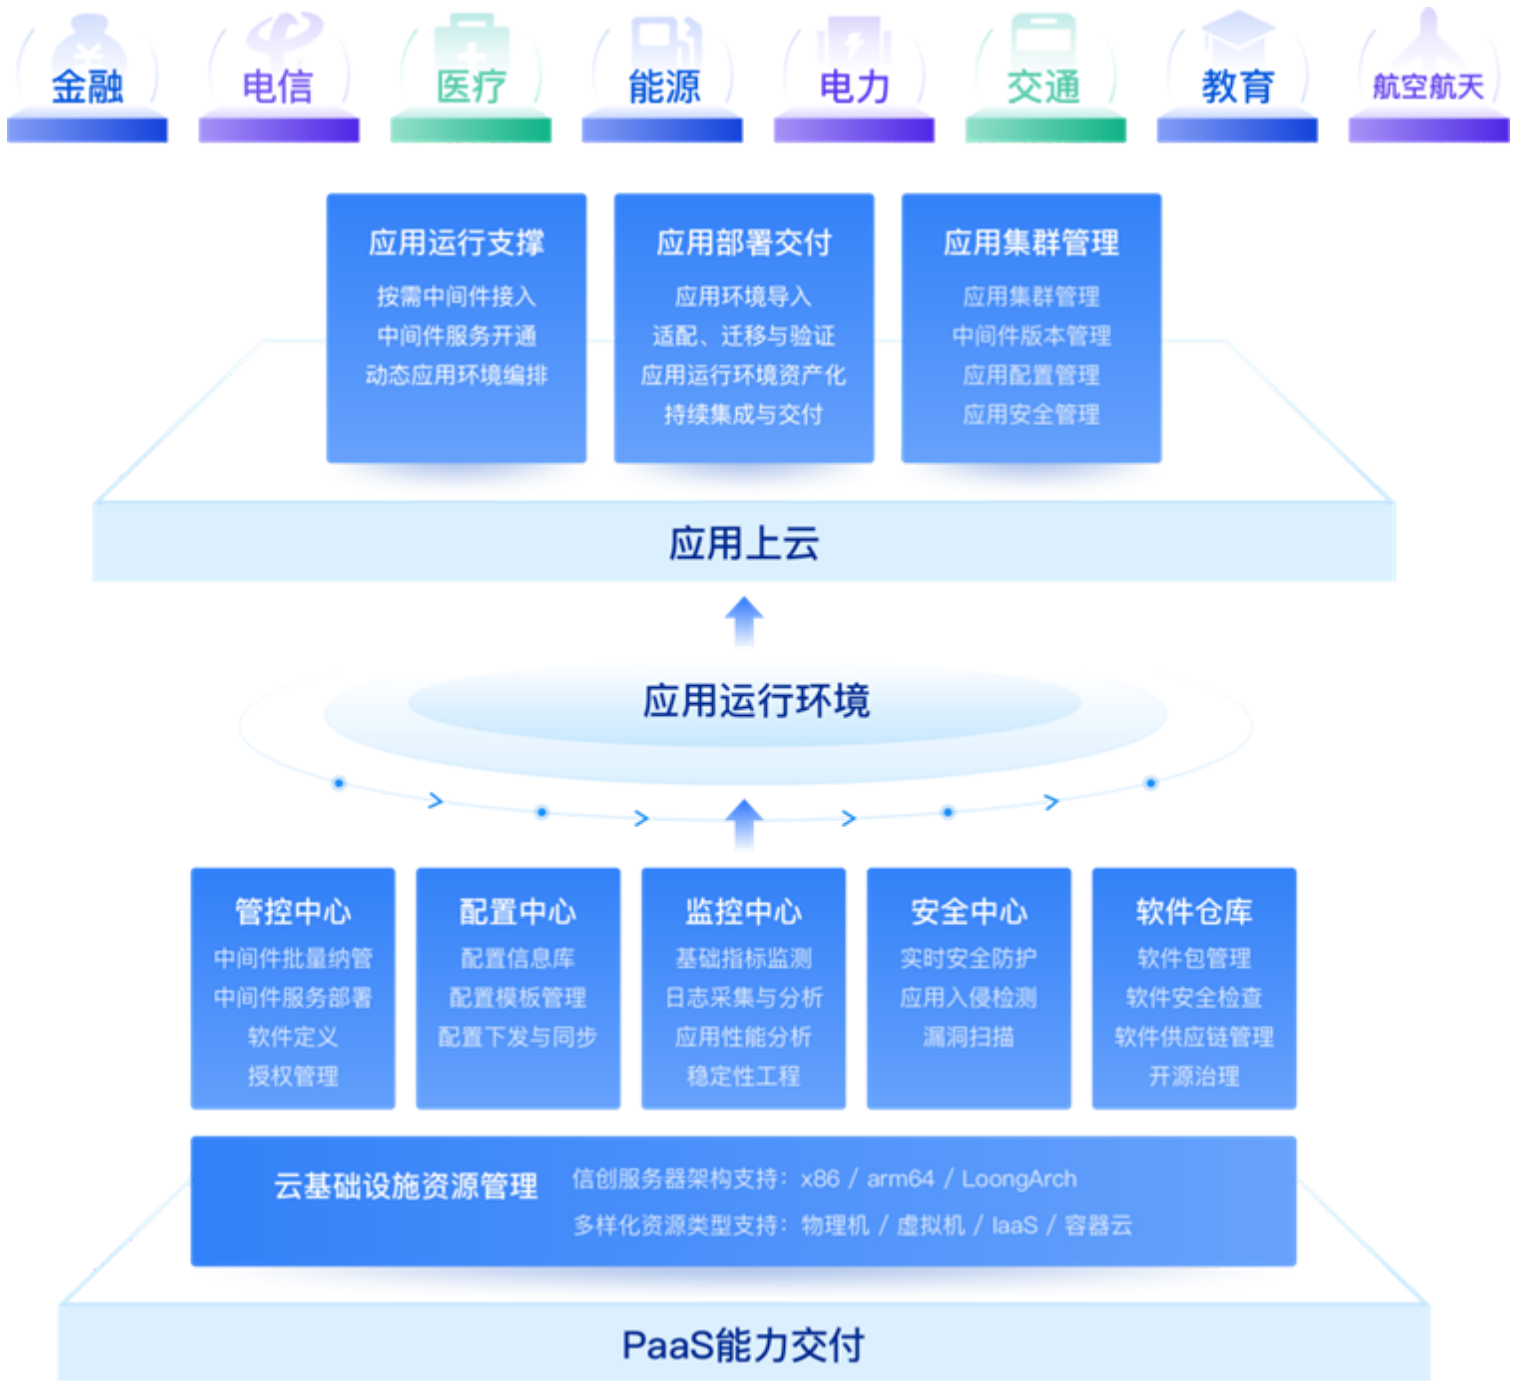 金融
电信
医疗
能源
电力
交通
教育
航空航天
应用运行支撑
按需中间件接入
中间件服务开通
动态应用环境编排
应用部署交付
应用环境导入
适配、迁移与验证
应用运行环境资产化
持续集成与交付
应用集群管理
应用集群管理
中间件版本管理
应用配置管理
应用安全管理
应用上云
应用运行环境
管控中心
中间件批量纳管
中间件服务部署
软件定义
授权管理
配置中心
配置信息库
配置模板管理
配置下发与同步
监控中心
基础指标监测
日志采集与分析
应用性能分析
稳定性工程
安全中心
实时安全防护
应用入侵检测
漏洞扫描
软件仓库
软件包管理
软件安全检查
软件供应链管理
开源治理
云基础设施资源管理
信创服务器架构支持：x86 / arm64 / LoongArch
多样化资源类型支持：物理机 / 虚拟机 / IaaS / 容器云
PaaS能力交付